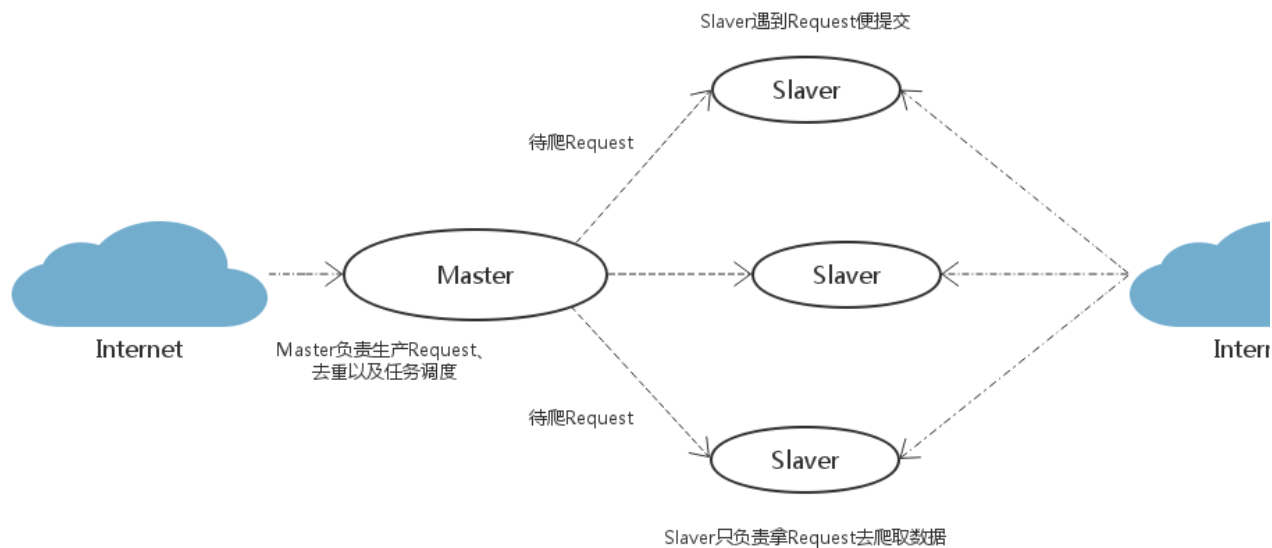 Slaver遇到Request便提交
Slaver
待爬Request
Master
Slaver
Internet
Intern
Master负责生产Request、
去重以及任务调度
待爬Request
Slaver
Slaver只负责拿Request去爬取数据